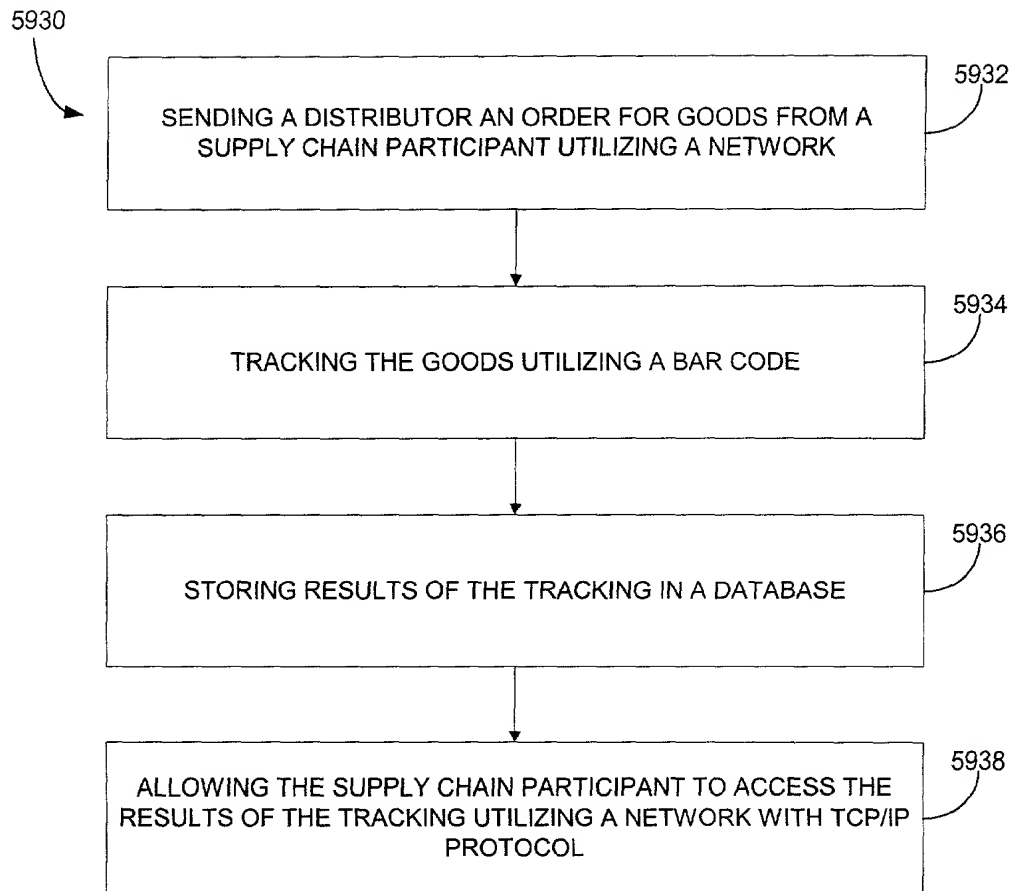 5930
5932
SENDING A DISTRIBUTOR AN ORDER FOR GOODS FROM A
SUPPLY CHAIN PARTICIPANT UTILIZING A NETWORK
5934
TRACKING THE GOODS UTILIZING A BAR CODE
5936
STORING RESULTS OF THE TRACKING IN A DATABASE
5938
ALLOWING THE SUPPLY CHAIN PARTICIPANT TO ACCESS THE
RESULTS OF THE TRACKING UTILIZING A NETWORK WITH TCP/IP
PROTOCOL